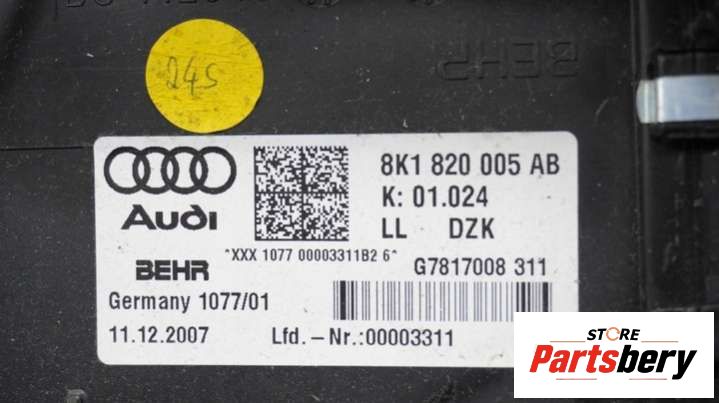 245
BEHR
Audi
8K1 820 005 AB
K: 01.024
LL DZK
*XXX 1077 00003311B2 6*
BEHR
G7817008 311
Germany 1077/01
11.12.2007
Lfd.-Nr.:00003311
STORE
Partsbery